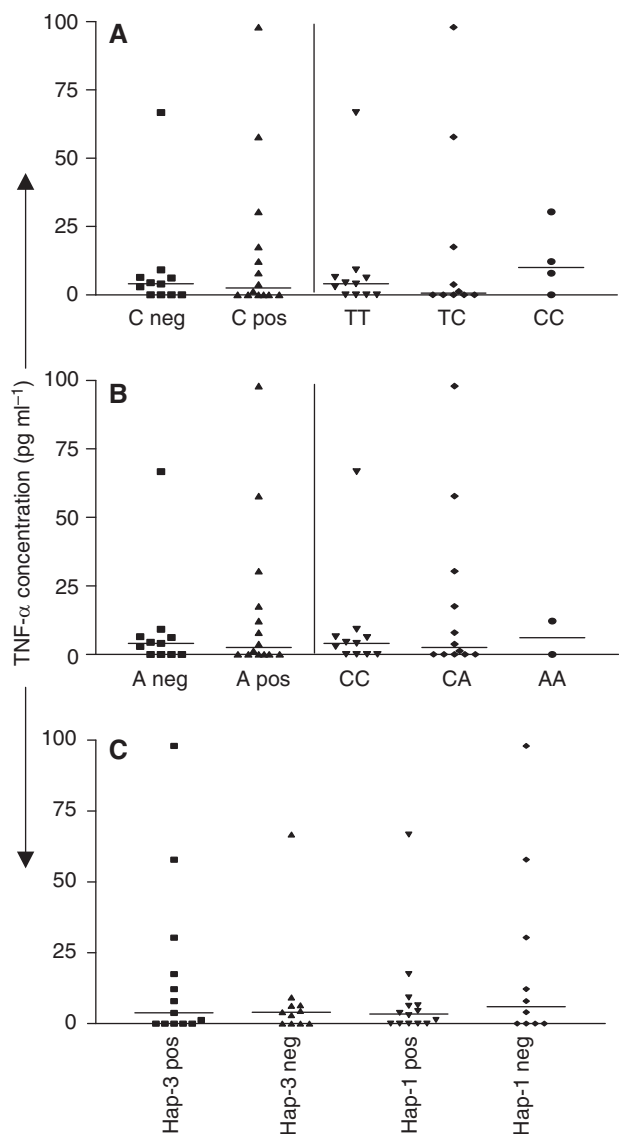 TNF-α concentration (pg ml⁻¹)
A
100
75
50
25
0
C neg C pos TT TC CC
B
100
75
50
25
0
A neg A pos CC CA AA
C
100
75
50
25
0
Hap-3 pos
Hap-3 neg
Hap-1 pos
Hap-1 neg